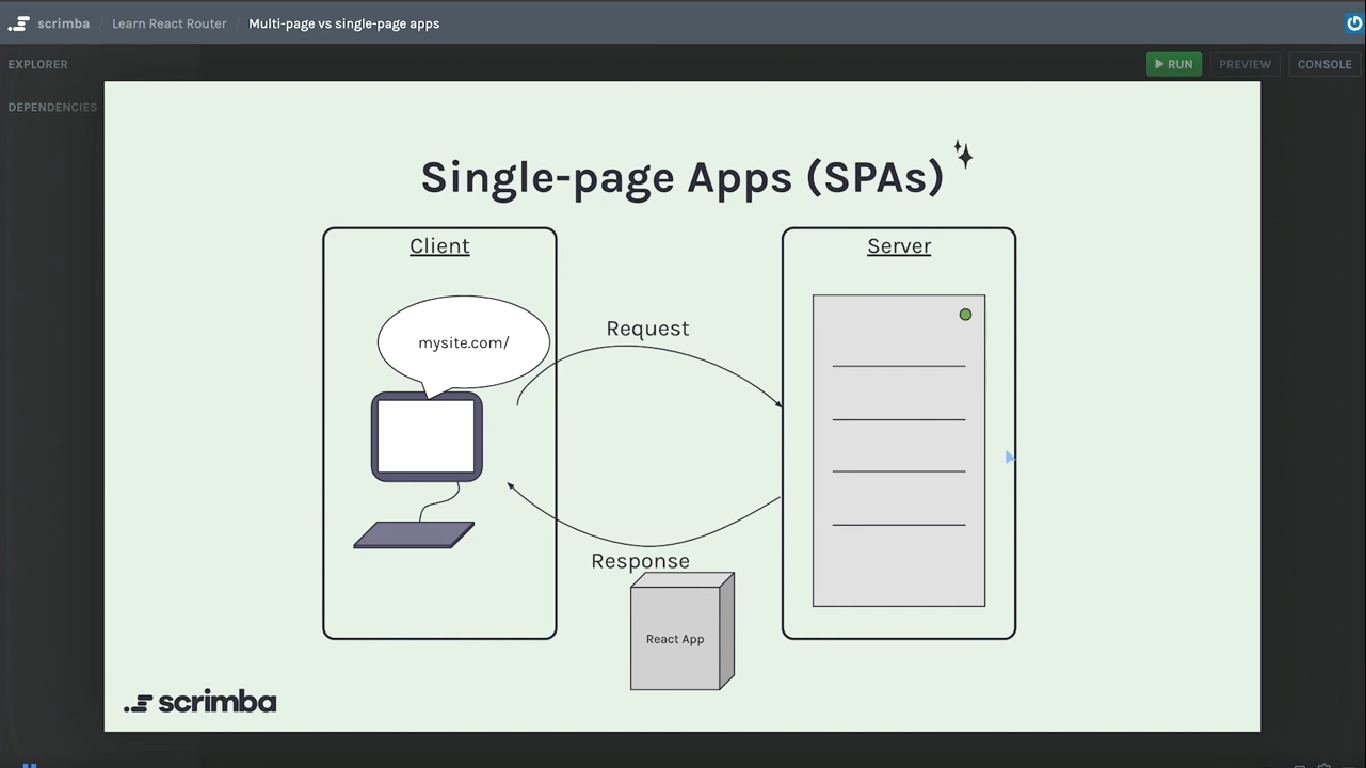 scrimba / Learn React Router / Multi-page vs single-page apps
EXPLORER
RUN PREVIEW CONSOLE
DEPENDENCIES
Single-page Apps (SPAs)
Client
Server
mysite.com/
Request
Response
React App
scrimba